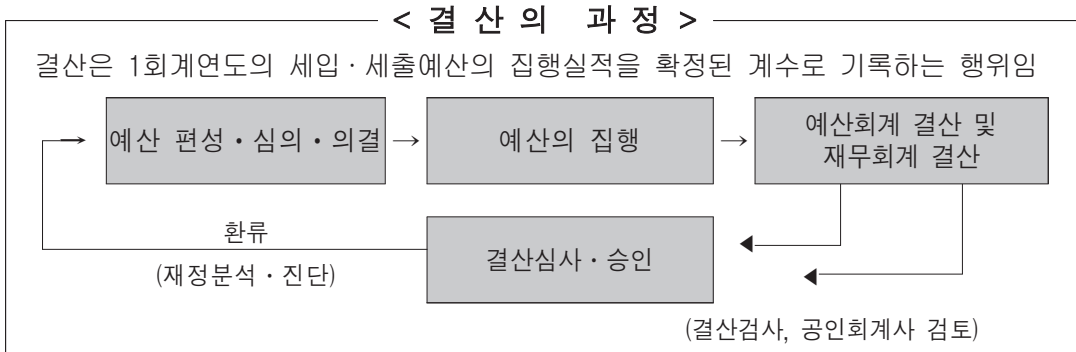 < 결 산 의 과 정 >
결산은 1회계연도의 세입·세출예산의 집행실적을 확정된 계수로 기록하는 행위임
→ 예산 편성·심의·의결 → 예산의 집행 → 예산회계 결산 및
재무회계 결산
환류
(재정분석·진단)
결산심사·승인
(결산검사, 공인회계사 검토)